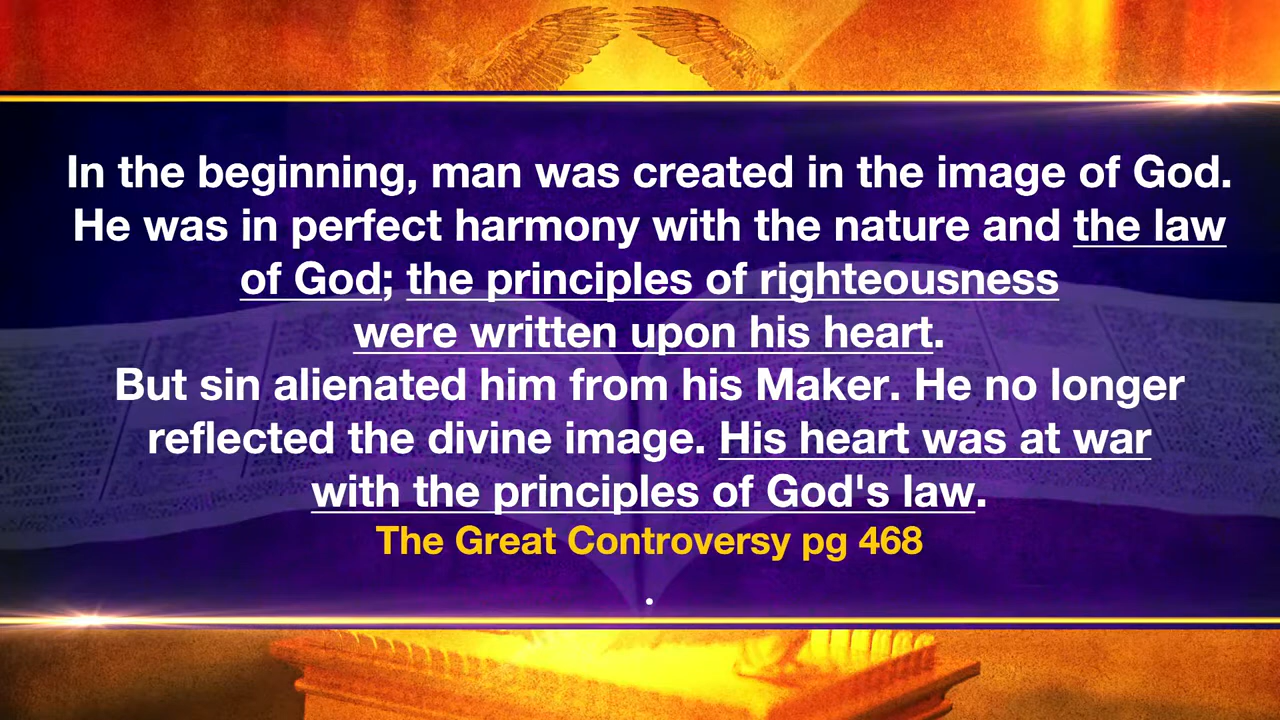 In the beginning, man was created in the image of God.
He was in perfect harmony with the nature and the law
of God; the principles of righteousness
were written upon his heart.
But sin alienated him from his Maker. He no longer
reflected the divine image. His heart was at war
with the principles of God's law.
The Great Controversy pg 468
.